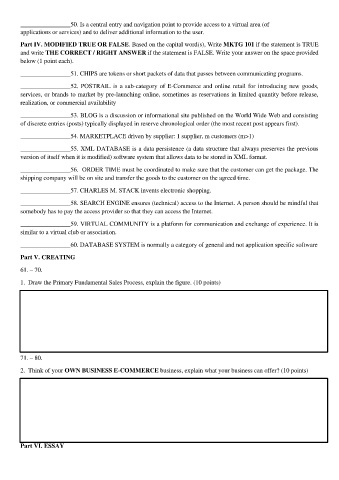 __________________50. Is a central entry and navigation point to provide access to a virtual area (of
applications or services) and to deliver additional information to the user.
Part IV. MODIFIED TRUE OR FALSE. Based on the capital word(s), Write MKTG 101 if the statement is TRUE
and write THE CORRECT / RIGHT ANSWER if the statement is FALSE. Write your answer on the space provided
below (1 point each).
__________________51. CHIPS are tokens or short packets of data that passes between communicating programs.
__________________52. POSTRAIL is a sub-category of E-Commerce and online retail for introducing new goods,
services, or brands to market by pre-launching online, sometimes as reservations in limited quantity before release,
realization, or commercial availability
__________________53. BLOG is a discussion or informational site published on the World Wide Web and consisting
of discrete entries (posts) typically displayed in reserve chronological order (the most recent post appears first).
__________________54. MARKETPLACE driven by supplier: 1 supplier, m customers (m>1)
__________________55. XML DATABASE is a data persistence (a data structure that always preserves the previous
version of itself when it is modified) software system that allows data to be stored in XML format.
__________________56. ORDER TIME must be coordinated to make sure that the customer can get the package. The
shipping company will be on site and transfer the goods to the customer on the agreed time.
__________________57. CHARLES M. STACK invents electronic shopping.
__________________58. SEARCH ENGINE ensures (technical) access to the Internet. A person should be mindful that
somebody has to pay the access provider so that they can access the Internet.
__________________59. VIRTUAL COMMUNITY is a platform for communication and exchange of experience. It is
similar to a virtual club or association.
__________________60. DATABASE SYSTEM is normally a category of general and not application specific software
Part V. CREATING
61. – 70.
1. Draw the Primary Fundamental Sales Process, explain the figure. (10 points)
71. – 80.
2. Think of your OWN BUSINESS E-COMMERCE business, explain what your business can offer? (10 points)
Part VI. ESSAY